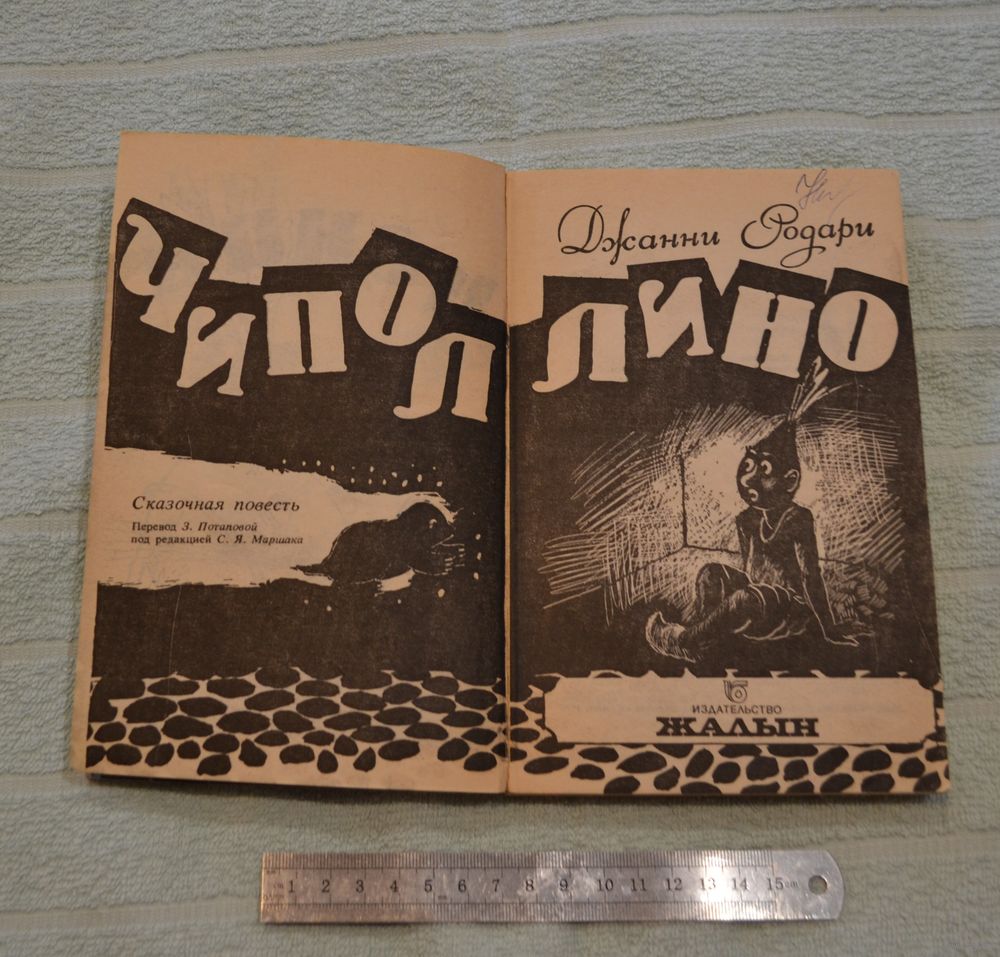 ЧИПОЛ
Сказочная повесть
Перевод З. Потаповой
под редакцией С. Я. Маршака
Джанни Родари
ЛИНО
ИЗДАТЕЛЬСТВО
ЖАЛЫН
1 2 3 4 5 6 7 8 9 10 11 12 13 14 15cm